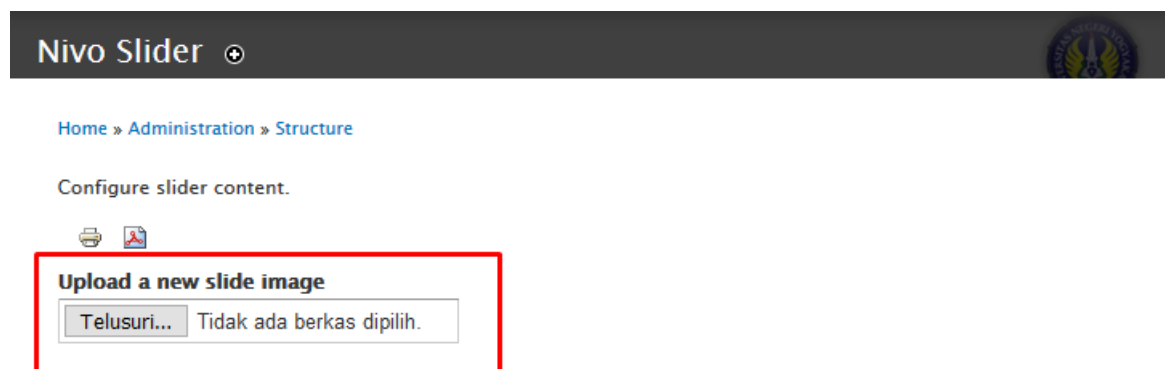 Nivo Slider
Home » Administration » Structure
Configure slider content.
Upload a new slide image
Telusuri... Tidak ada berkas dipilih.